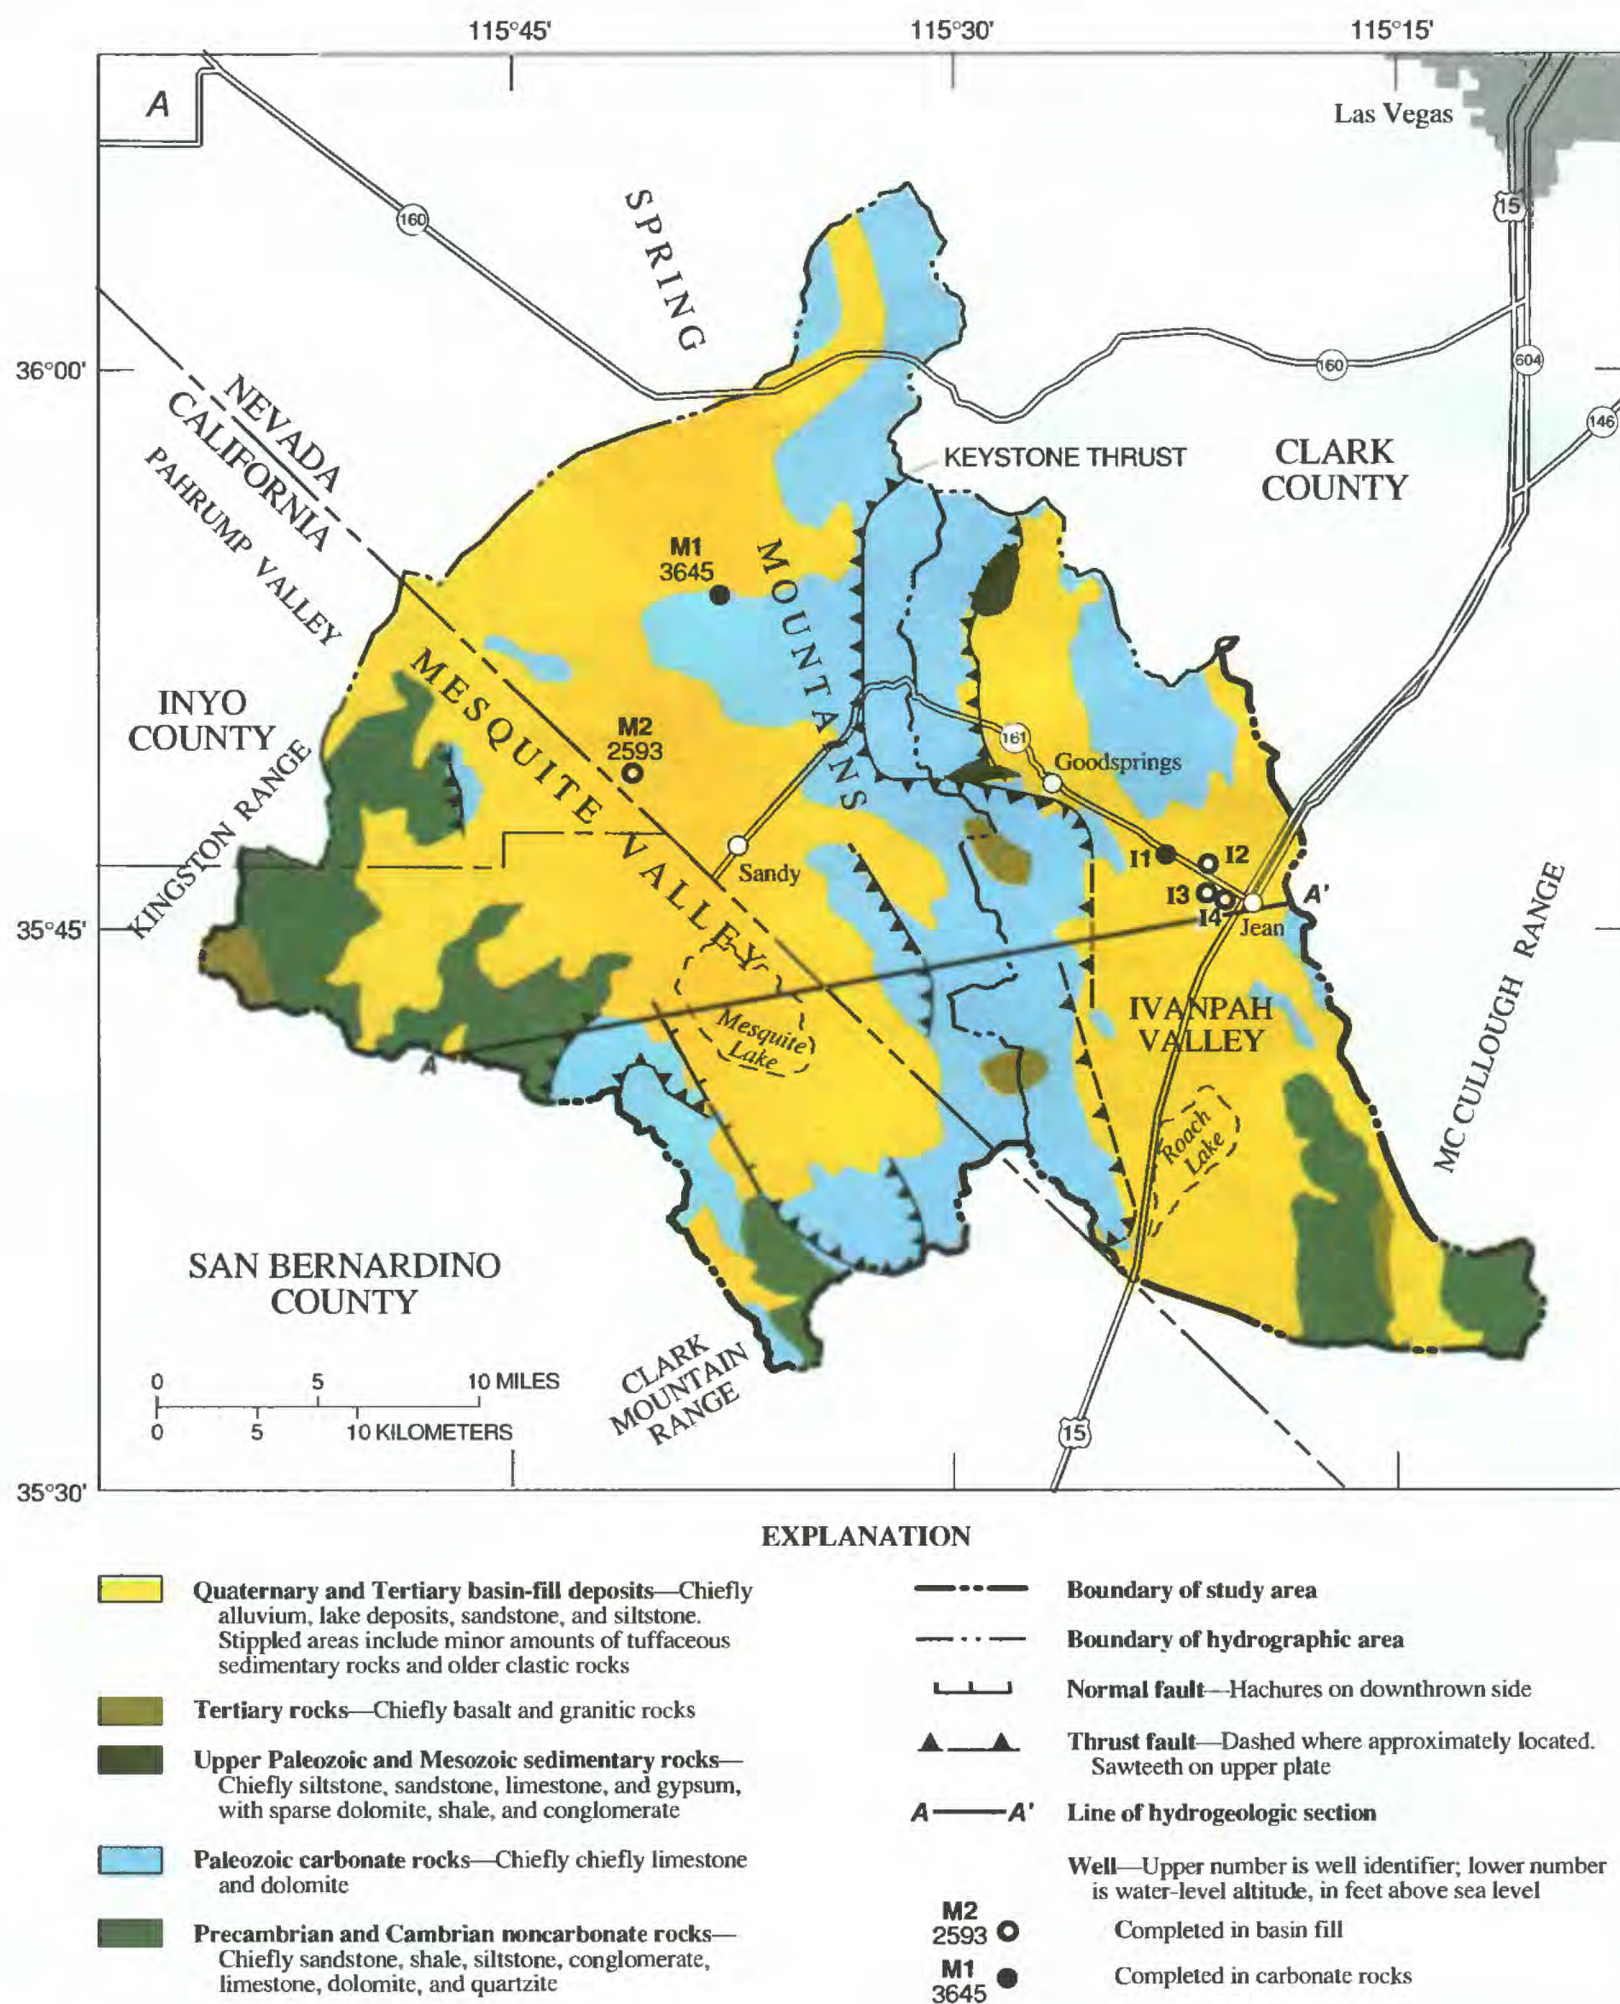 115°45'
115°30'
115°15'
A
Las Vegas
160
15
SPRING
36°00'
160
604
146
NEVADA
CALIFORNIA
PAHRUMP VALLEY
KEYSTONE THRUST
CLARK
COUNTY
M1
3645
MOUNTAINS
MESQUITE VALLEY
INYO
COUNTY
M2
2593
161
Goodsprings
KINGSTON RANGE
Sandy
I1
I2
I3
I4
A'
Jean
35°45'
MC CULLOUGH RANGE
IVANPAH
VALLEY
Mesquite
Lake
A
Roach
Lake
SAN BERNARDINO
COUNTY
CLARK
MOUNTAIN
RANGE
0 5 10 MILES
0 5 10 KILOMETERS
15
35°30'
EXPLANATION
Quaternary and Tertiary basin-fill deposits—Chiefly
alluvium, lake deposits, sandstone, and siltstone.
Stippled areas include minor amounts of tuffaceous
sedimentary rocks and older clastic rocks
Tertiary rocks—Chiefly basalt and granitic rocks
Upper Paleozoic and Mesozoic sedimentary rocks—
Chiefly siltstone, sandstone, limestone, and gypsum,
with sparse dolomite, shale, and conglomerate
Paleozoic carbonate rocks—Chiefly chiefly limestone
and dolomite
Precambrian and Cambrian noncarbonate rocks—
Chiefly sandstone, shale, siltstone, conglomerate,
limestone, dolomite, and quartzite
Boundary of study area
Boundary of hydrographic area
Normal fault—Hachures on downthrown side
Thrust fault—Dashed where approximately located.
Sawteeth on upper plate
A A' Line of hydrogeologic section
Well—Upper number is well identifier; lower number
is water-level altitude, in feet above sea level
M2
2593 Completed in basin fill
M1
3645 Completed in carbonate rocks